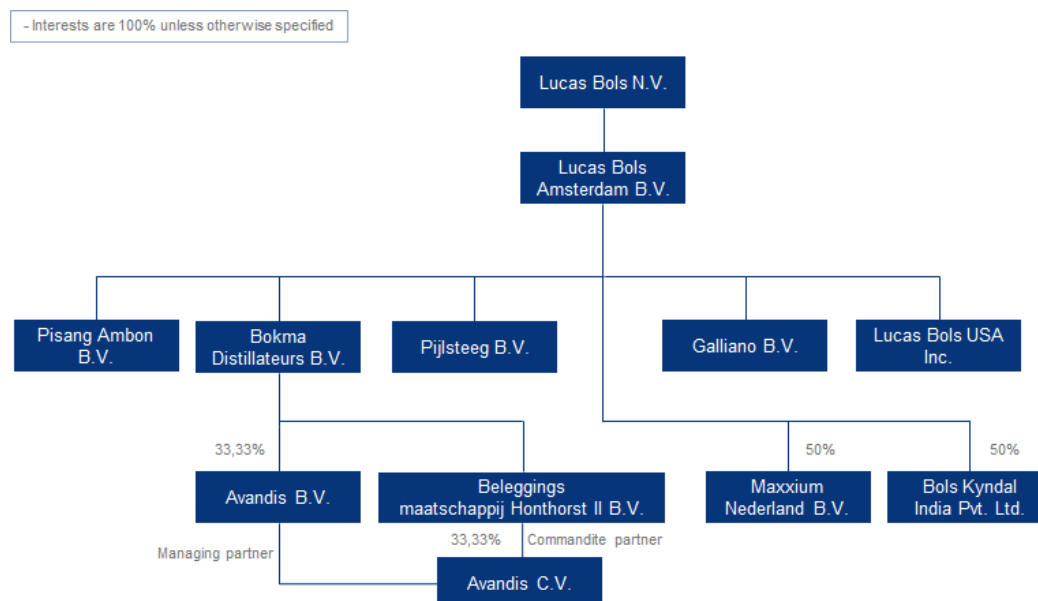 - Interests are 100% unless otherwise specified
Lucas Bols N.V.
Lucas Bols
Amsterdam B.V.
Pisang Ambon
B.V.
Bokma
Distillateurs B.V.
Pijlsteeg B.V.
Galliano B.V.
Lucas Bols USA
Inc.
33,33%
50%
50%
Avandis B.V.
Beleggings
maatschappij Honthorst II B.V.
Maxxium
Nederland B.V.
Bols Kyndal
India Pvt. Ltd.
33,33%
Commandite partner
Managing partner
Avandis C.V.